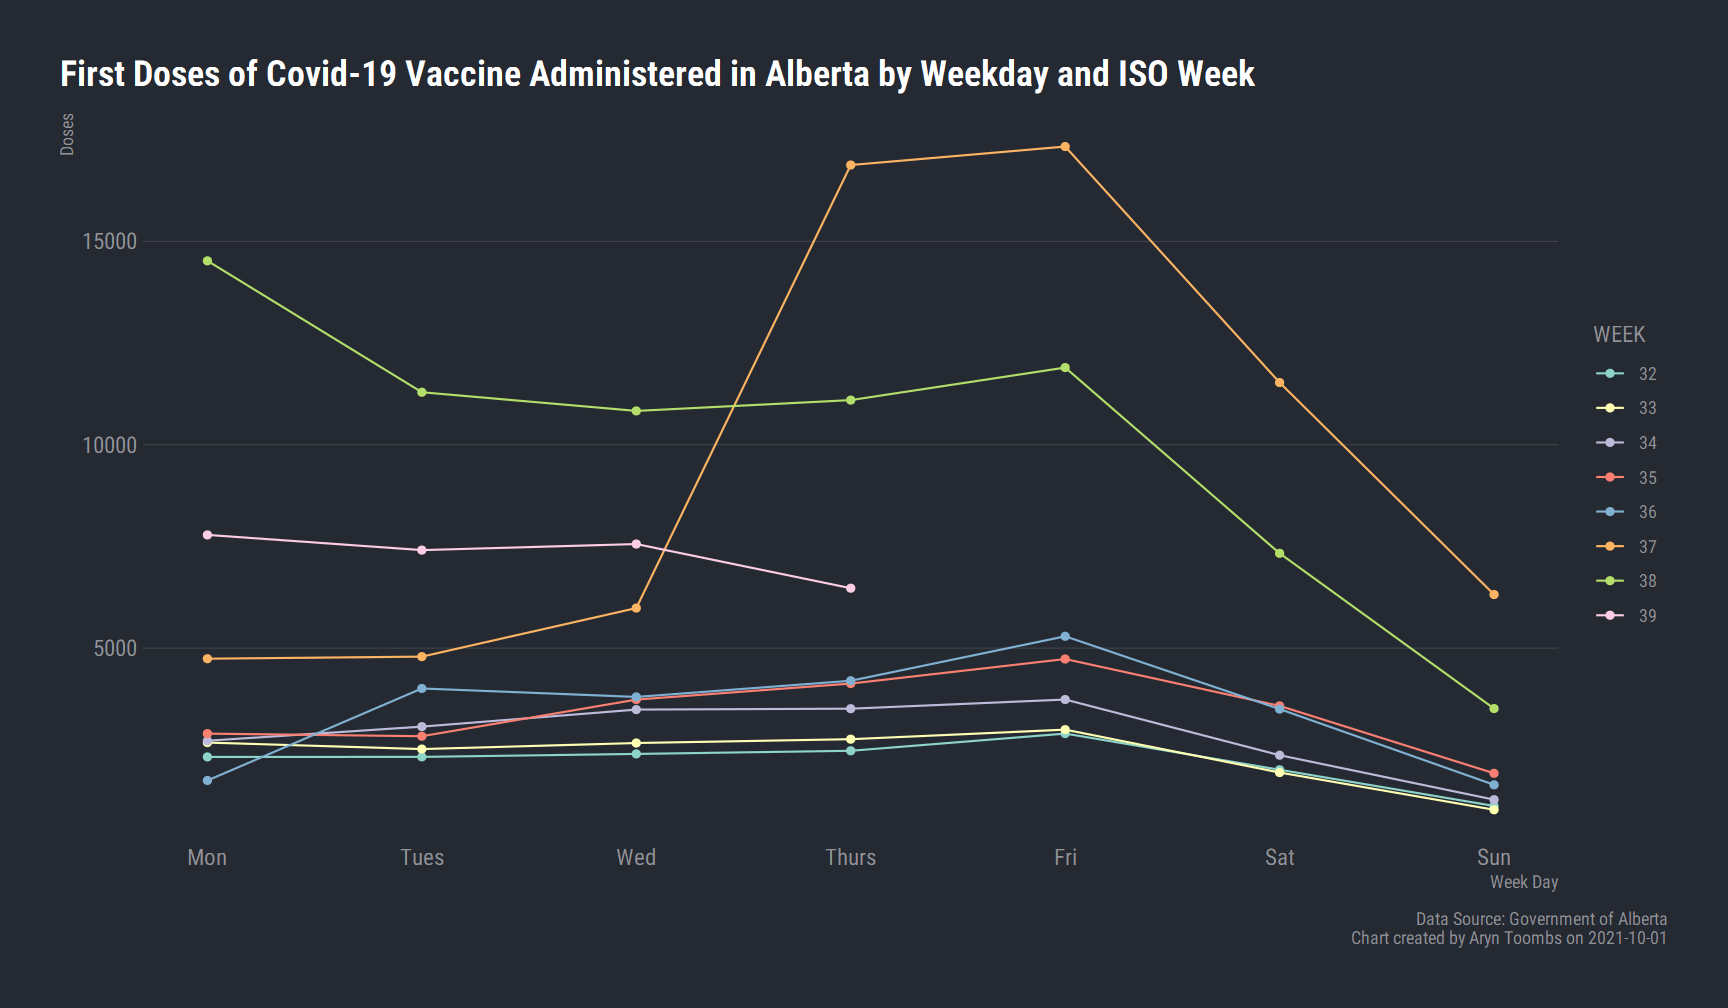 First Doses of Covid-19 Vaccine Administered in Alberta by Weekday and ISO Week
Doses
15000
10000
5000
Mon Tues Wed Thurs Fri Sat Sun
Week Day
WEEK
32
33
34
35
36
37
38
39
Data Source: Government of Alberta
Chart created by Aryn Toombs on 2021-10-01